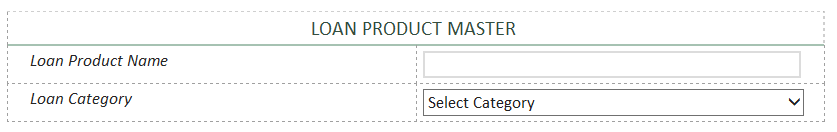 LOAN PRODUCT MASTER
Loan Product Name
Loan Category
Select Category